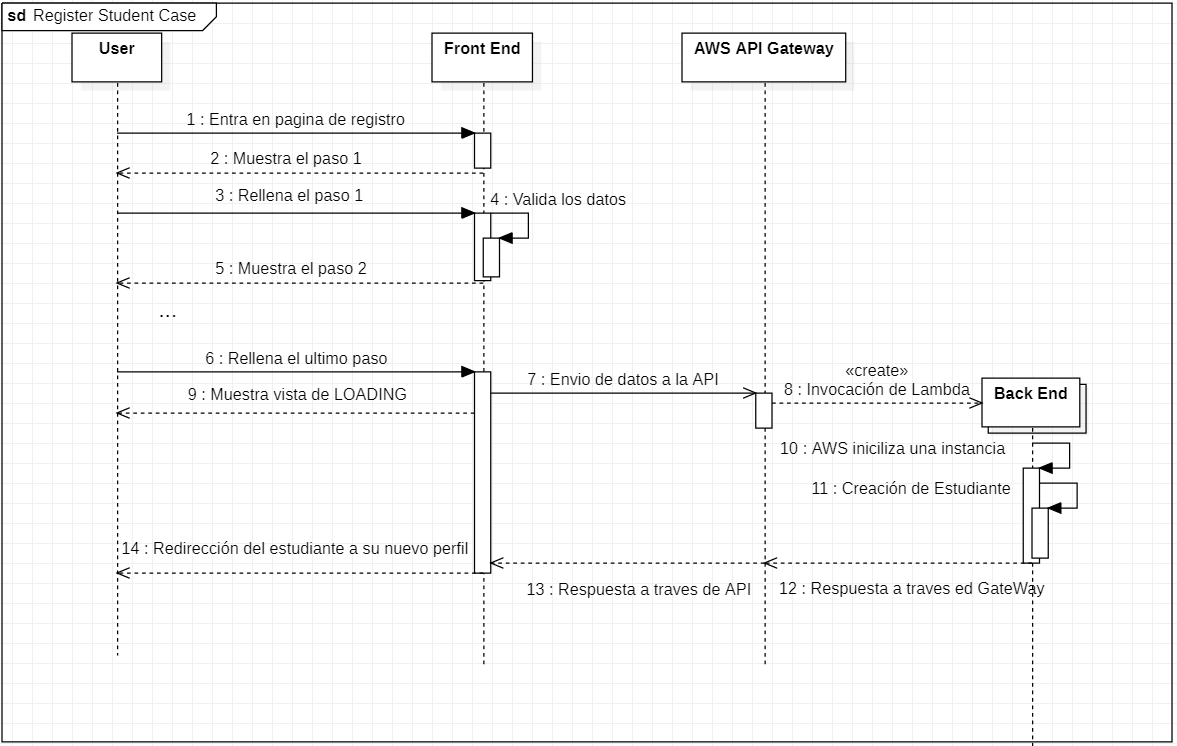 sd Register Student Case
User
Front End
AWS API Gateway
1 : Entra en pagina de registro
2 : Muestra el paso 1
3 : Rellena el paso 1
4 : Valida los datos
5 : Muestra el paso 2
...
6 : Rellena el ultimo paso
7 : Envio de datos a la API
«create»
8 : Invocación de Lambda
Back End
9 : Muestra vista de LOADING
10 : AWS iniciliza una instancia
11 : Creación de Estudiante
14 : Redirección del estudiante a su nuevo perfil
13 : Respuesta a traves de API
12 : Respuesta a traves ed GateWay